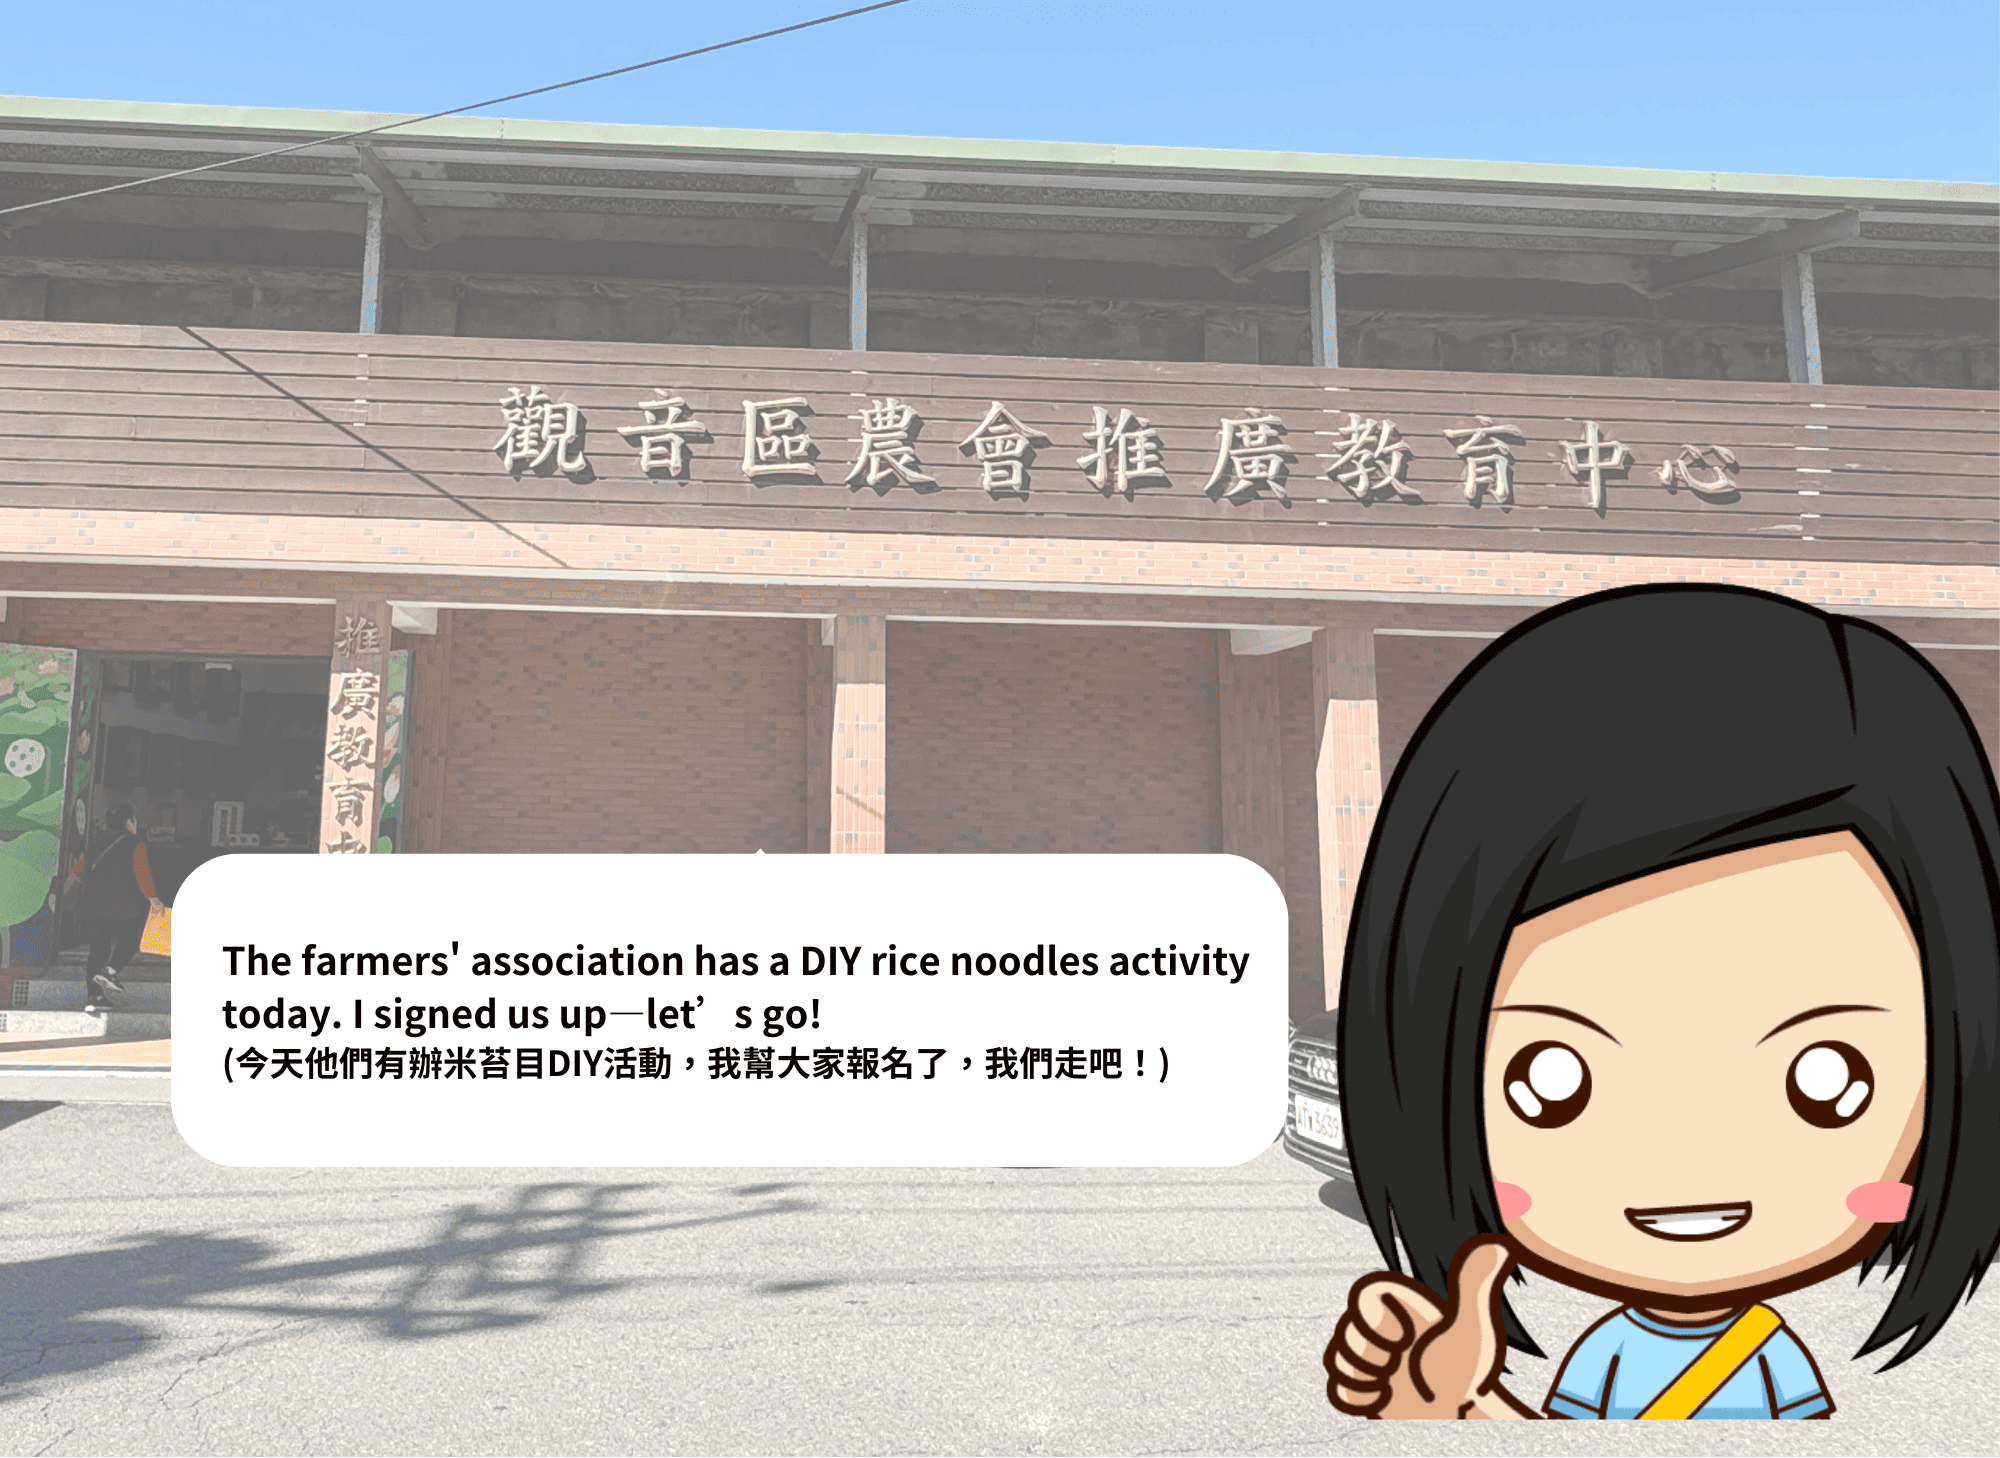 觀音區農會推廣教育中心
推廣教育中
The farmers' association has a DIY rice noodles activity
today. I signed us up—let’s go!
(今天他們有辦米苔目DIY活動，我幫大家報名了，我們走吧！)